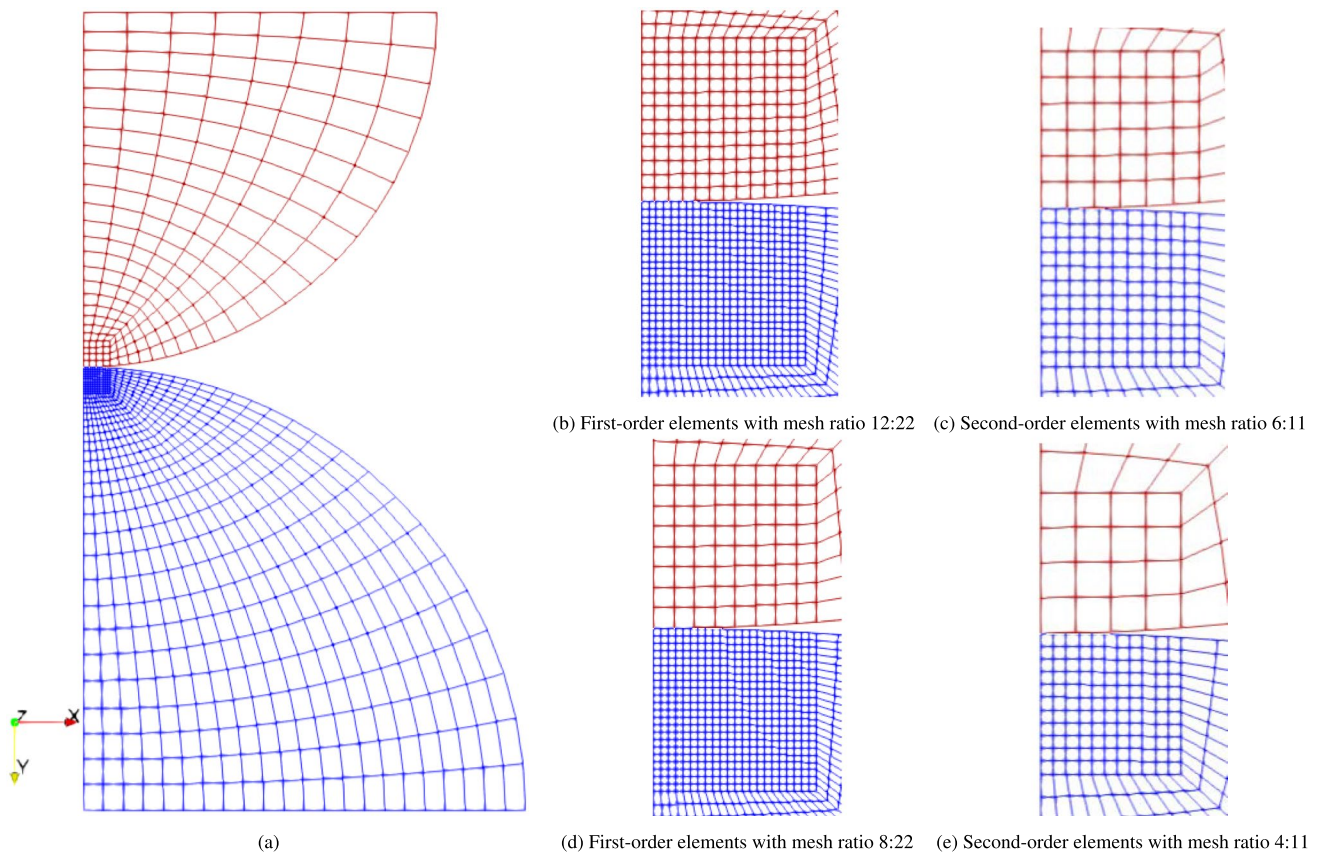 Z
X
Y
(a)
(b) First-order elements with mesh ratio 12:22
(c) Second-order elements with mesh ratio 6:11
(d) First-order elements with mesh ratio 8:22
(e) Second-order elements with mesh ratio 4:11